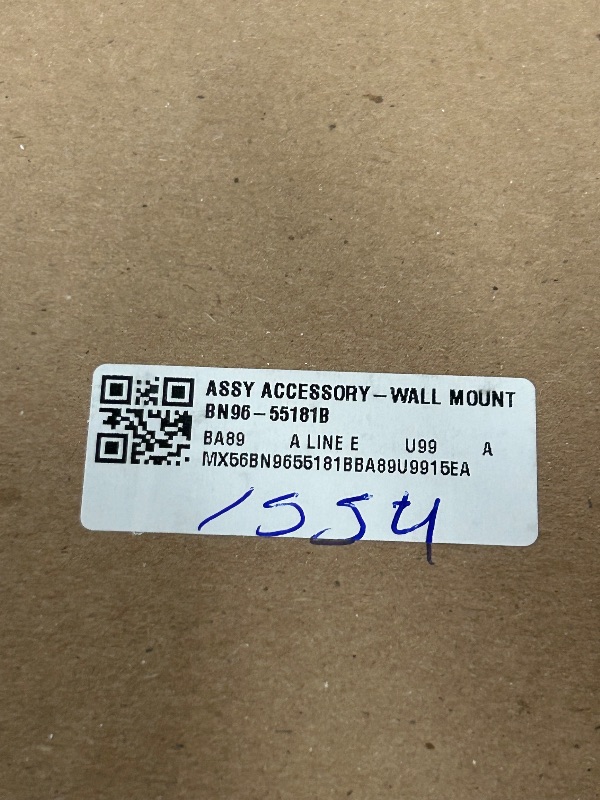 ASSY ACCESSORY-WALL MOUNT
BN96-55181B
BA89 A LINE E U99 A
MX56BN9655181BBA89U9915EA
1554